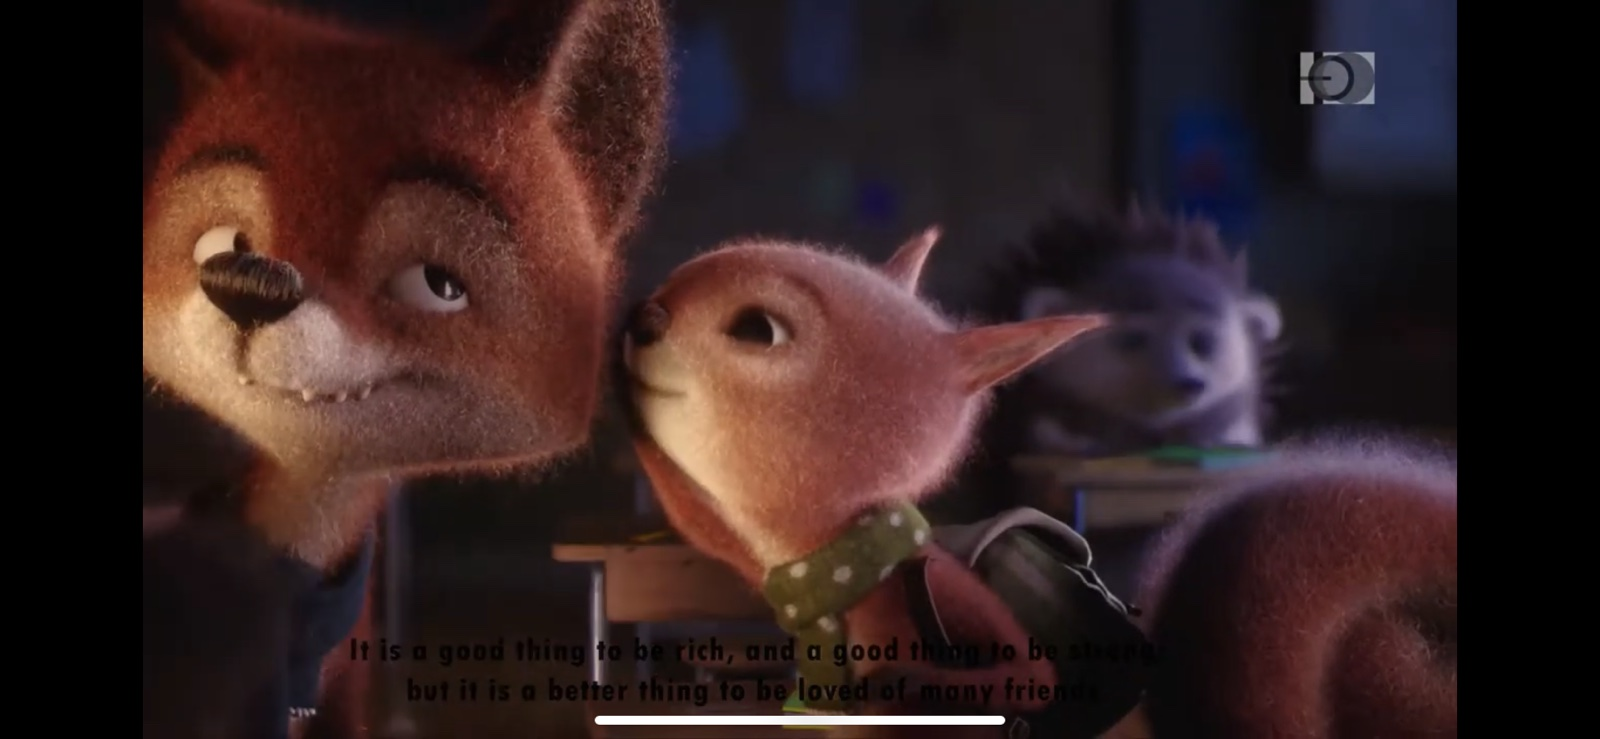 It is a good thing to be rich, and a good thing to be strong,
but it is a better thing to be loved of many friends